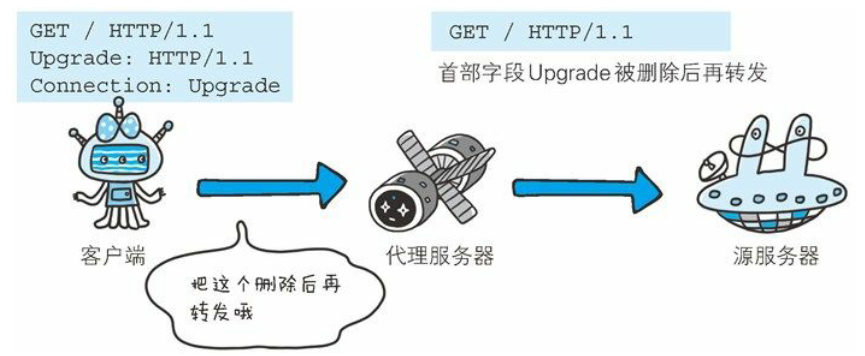 GET / HTTP/1.1
Upgrade: HTTP/1.1
Connection: Upgrade
GET / HTTP/1.1
首部字段Upgrade被删除后再转发
客户端
代理服务器
源服务器
把这个删除后再
转发哦